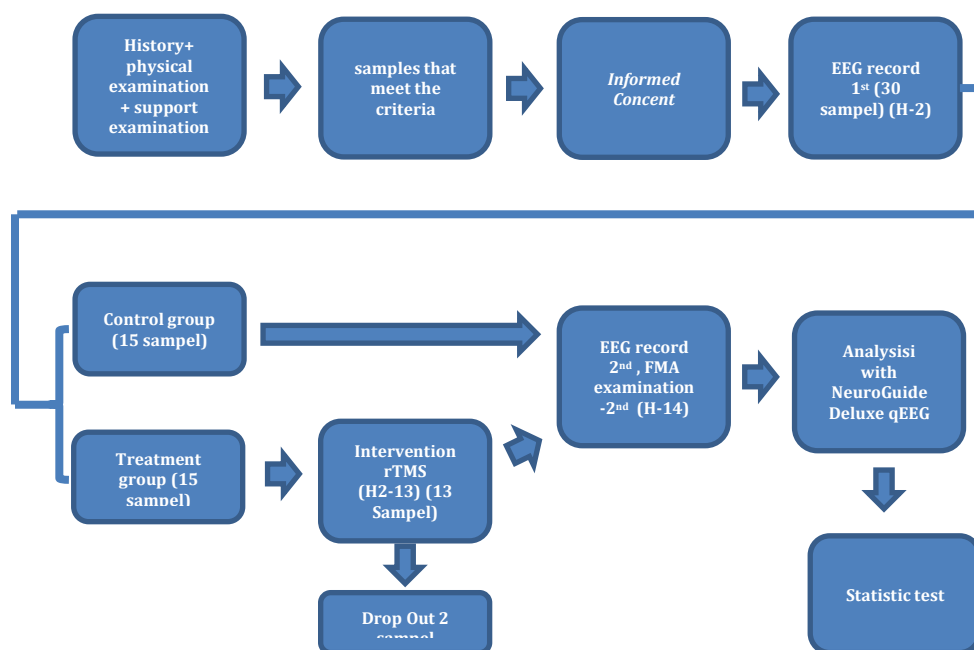 History+
physical
examination
+ support
examination
samples that
meet the
criteria
Informed
Concent
EEG record
1st (30
sampel) (H-2)
Control group
(15 sampel)
Treatment
group (15
sampel)
Intervention
rTMS
(H2-13) (13
Sampel)
Drop Out 2
sampel
EEG record
2nd , FMA
examination
-2nd (H-14)
Analysisi
with
NeuroGuide
Deluxe qEEG
Statistic test